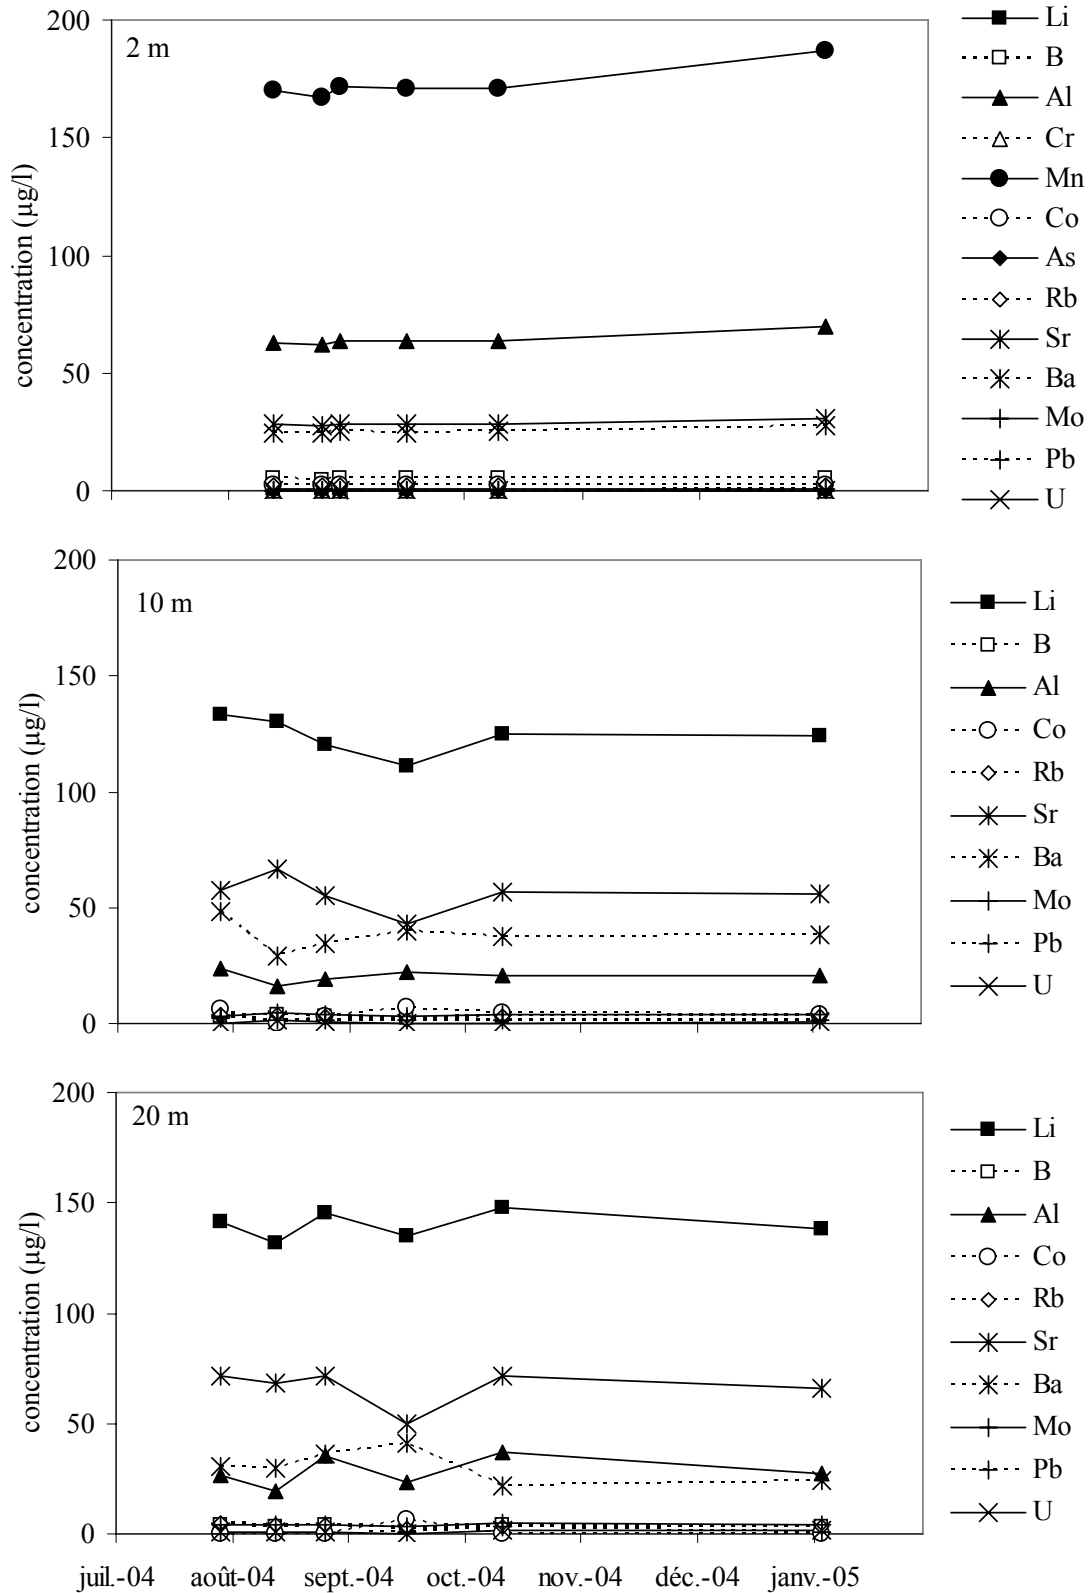 200
2 m
150
100
50
0
concentration (µg/l)
Li
B
Al
Cr
Mn
Co
As
Rb
Sr
Ba
Mo
Pb
U
200
10 m
150
100
50
0
concentration (µg/l)
Li
B
Al
Co
Rb
Sr
Ba
Mo
Pb
U
200
20 m
150
100
50
0
concentration (µg/l)
Li
B
Al
Co
Rb
Sr
Ba
Mo
Pb
U
juil.-04 août-04 sept.-04 oct.-04 nov.-04 déc.-04 janv.-05